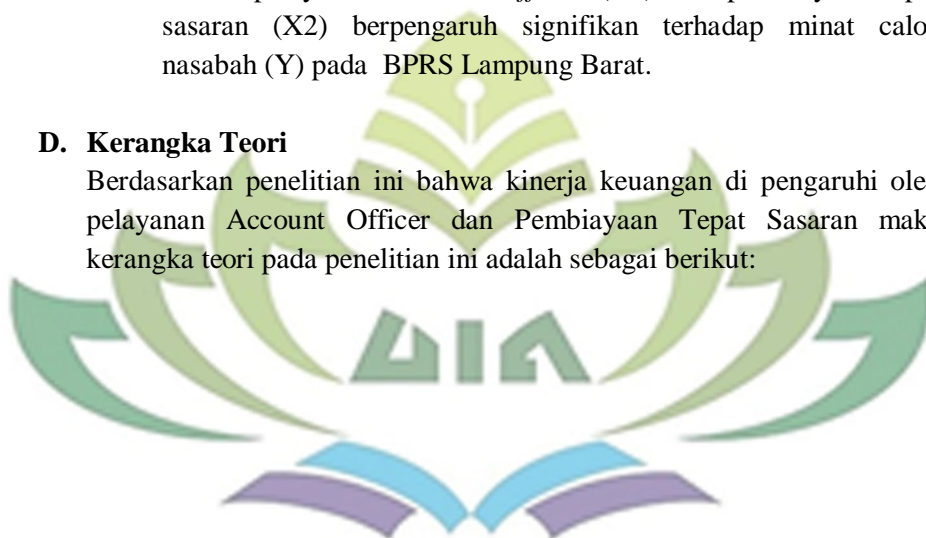 sasaran (X2) berpengaruh signifikan terhadap minat calo
nasabah (Y) pada BPRS Lampung Barat.
D. Kerangka Teori
Berdasarkan penelitian ini bahwa kinerja keuangan di pengaruhi ole
pelayanan Account Officer dan Pembiayaan Tepat Sasaran mak
kerangka teori pada penelitian ini adalah sebagai berikut:
UIN